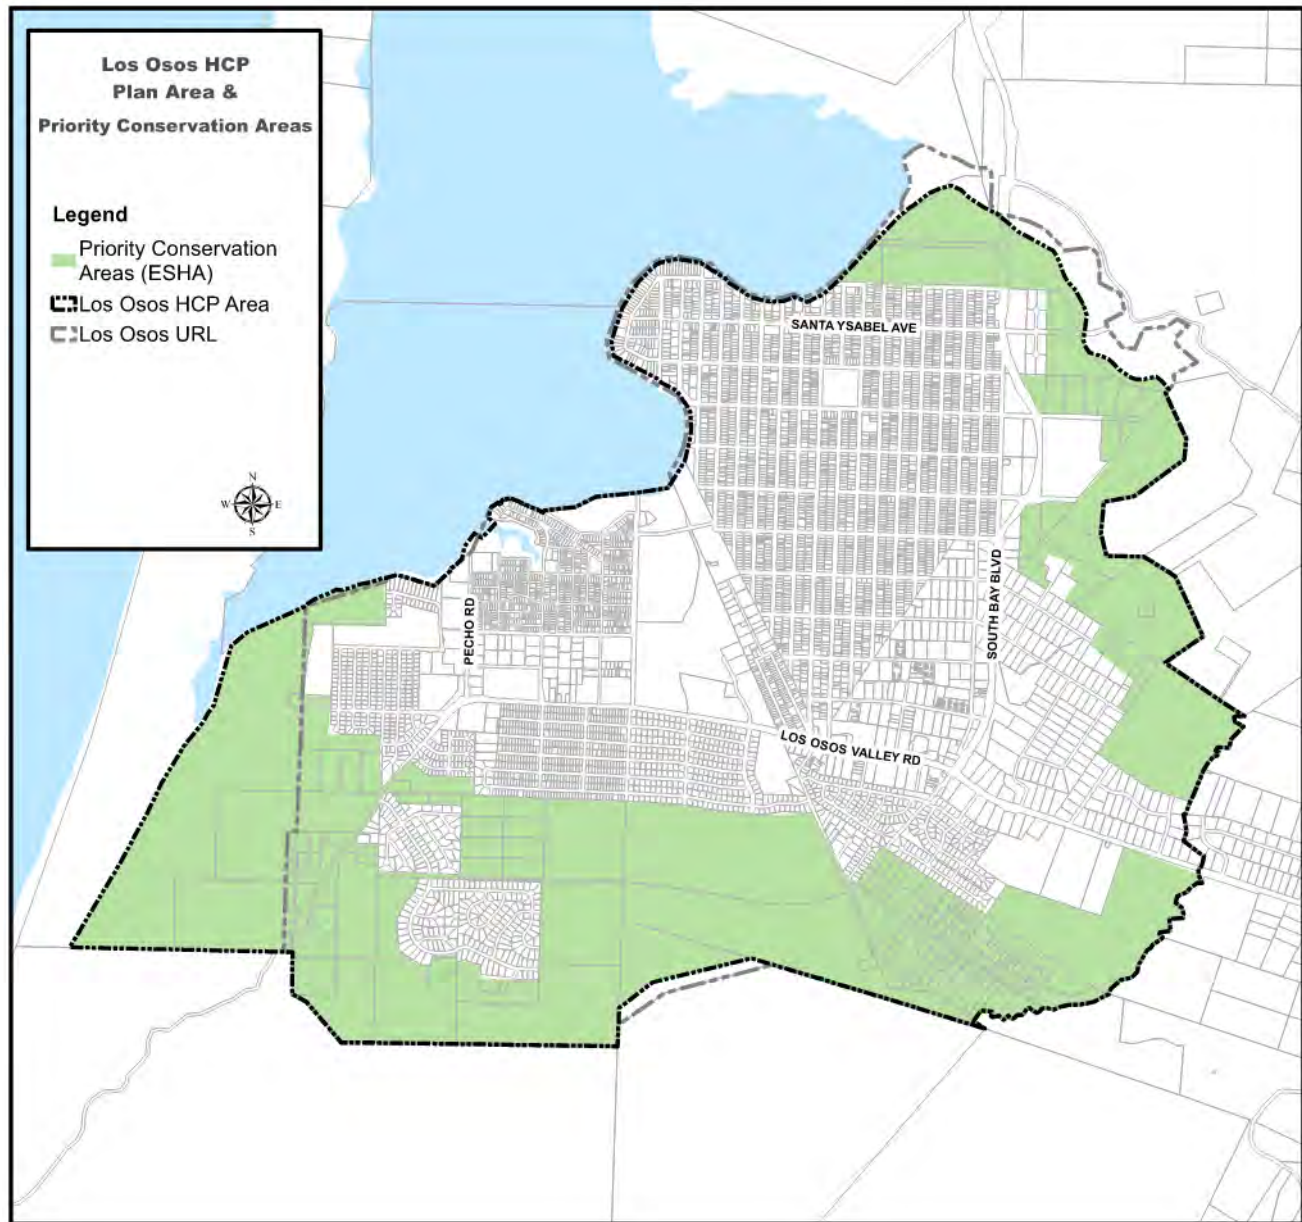 Los Osos HCP
Plan Area &
Priority Conservation Areas
Legend
Priority Conservation
Areas (ESHA)
Los Osos HCP Area
Los Osos URL
N
W E
S
SANTA YSABEL AVE
PECHO RD
SOUTH BAY BLVD
LOS OSOS VALLEY RD